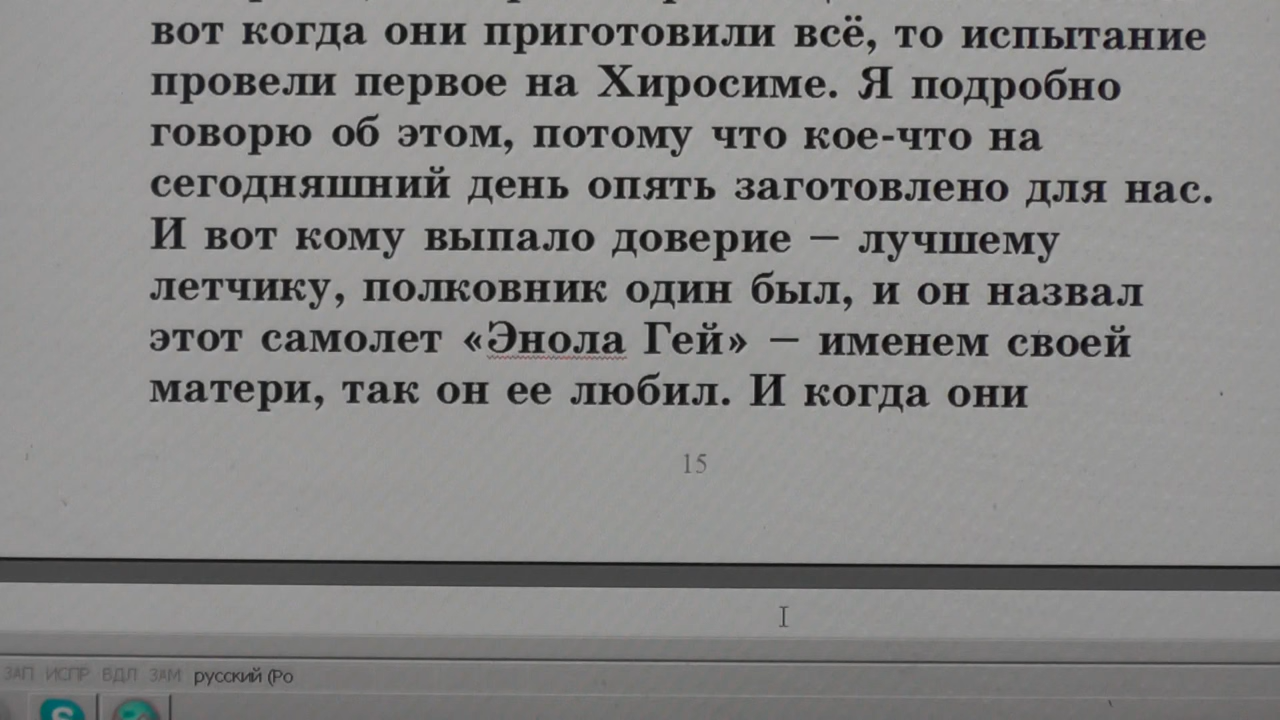 вот когда они приготовили всё, то испытание
провели первое на Хиросиме. Я подробно
говорю об этом, потому что кое-что на
сегодняшний день опять заготовлено для нас.
И вот кому выпало доверие – лучшему
летчику, полковник один был, и он назвал
этот самолет «Энола Гей» – именем своей
матери, так он ее любил. И когда они
15
ЗАП ИСПР ВДЛ ЗАМ русский (Ро